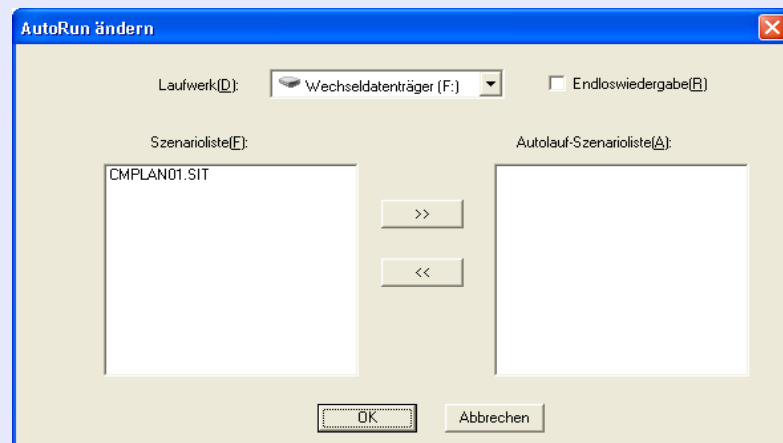 AutoRun ändern
Laufwerk(D): Wechseldatenträger (F:) Endloswiedergabe(R)
Szenarioliste(F): Autolauf-Szenarioliste(A):
CMPLAN01.SIT
>>
<<
OK Abbrechen